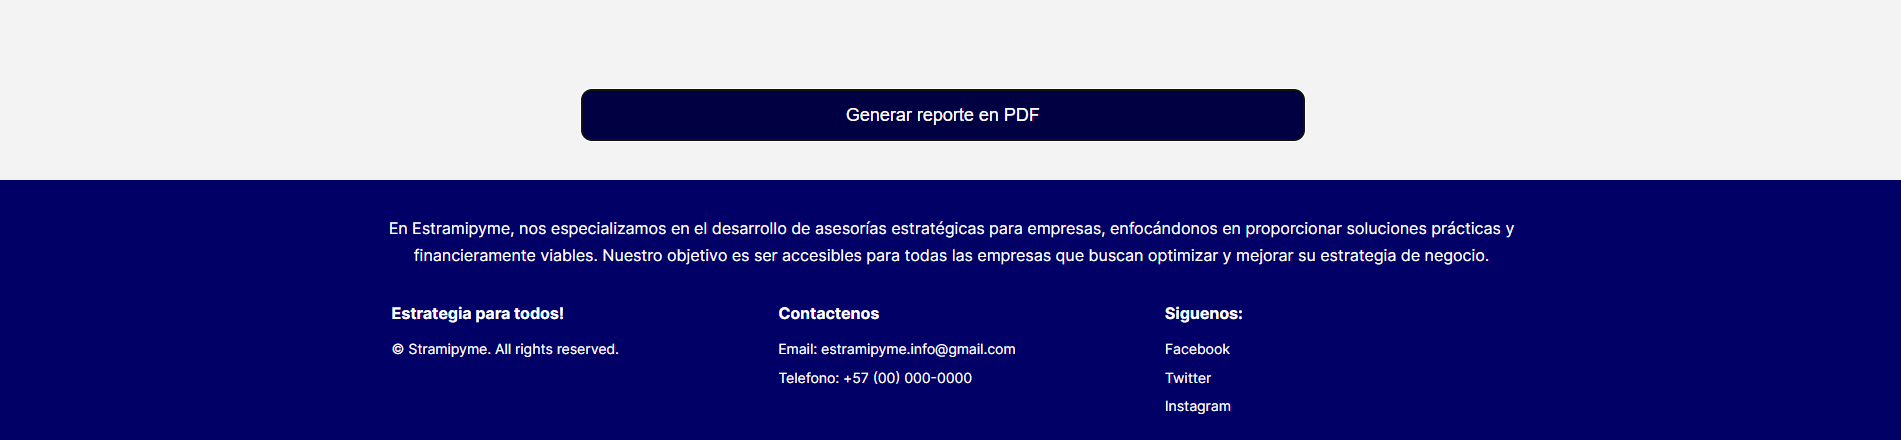 Generar reporte en PDF
En Estramipyme, nos especializamos en el desarrollo de asesorías estratégicas para empresas, enfocándonos en proporcionar soluciones prácticas y
financieramente viables. Nuestro objetivo es ser accesibles para todas las empresas que buscan optimizar y mejorar su estrategia de negocio.
Estrategia para todos!
© Stramipyme. All rights reserved.
Contactenos
Email: estramipyme.info@gmail.com
Telefono: +57 (00) 000-0000
Siguenos:
Facebook
Twitter
Instagram